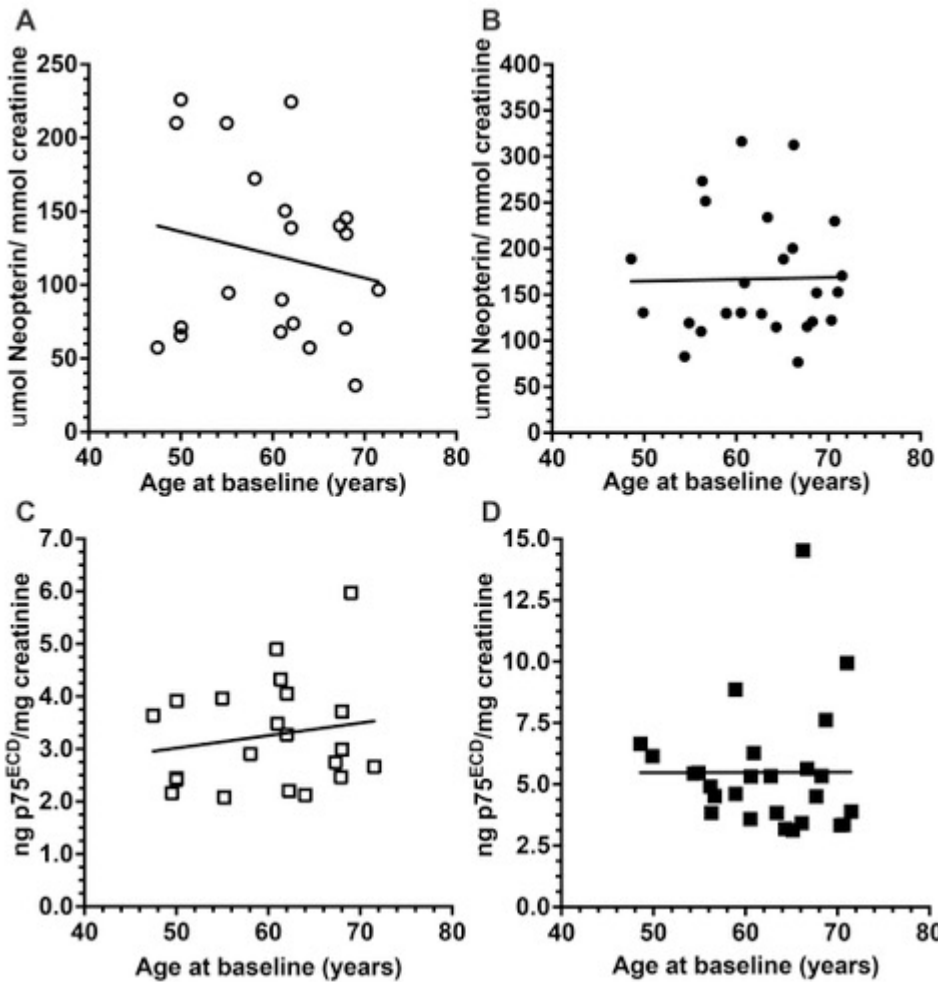 A
B
umol Neopterin/ mmol creatinine
250
200
150
100
50
0
40 50 60 70 80
Age at baseline (years)
umol Neopterin/ mmol creatinine
400
350
300
250
200
150
100
50
0
40 50 60 70 80
Age at baseline (years)
C
D
ng p75ECD/mg creatinine
7.0
6.0
5.0
4.0
3.0
2.0
1.0
0.0
40 50 60 70 80
Age at baseline (years)
ng p75ECD/mg creatinine
15.0
12.5
10.0
7.5
5.0
2.5
0.0
40 50 60 70 80
Age at baseline (years)